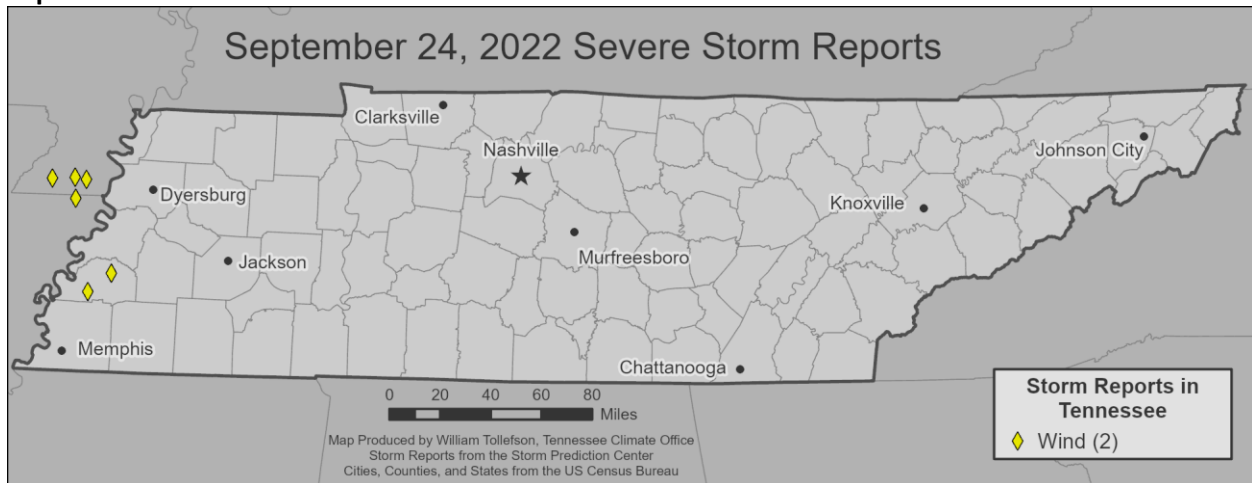 September 24, 2022 Severe Storm Reports
Clarksville
Nashville
Johnson City
Dyersburg
Knoxville
Murfreesboro
Jackson
Memphis
Chattanooga
0 20 40 60 80
Miles
Map Produced by William Tollefson, Tennessee Climate Office
Storm Reports from the Storm Prediction Center
Cities, Counties, and States from the US Census Bureau
Storm Reports in
Tennessee
Wind (2)